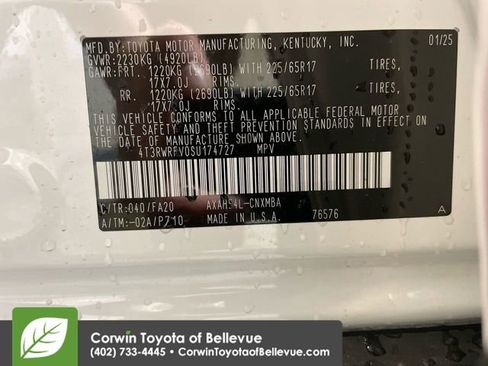 MFD.BY:TOYOTA MOTOR MANUFACTURING, KENTUCKY, INC. 01/25
GVWR:2230KG (4920LB)
GAWR:FRT. 1220KG (2690LB) WITH 225/65R17 TIRES,
17X7.0J RIMS.
RR. 1220KG (2690LB) WITH 225/65R17 TIRES,
17X7.0J RIMS.
THIS VEHICLE CONFORMS TO ALL APPLICABLE FEDERAL MOTOR
VEHICLE SAFETY AND BUMPER STANDARDS IN EFFECT ON THE
DATE OF MANUFACTURE SHOWN ABOVE.
4T3RWRFV0SU174727 MPV
C/TR:040/FA20 AXAH54L-CNXMBA
A/TM:-02A/P710 MADE IN U.S.A. 76576 A
Corwin Toyota of Bellevue
(402) 733-4445 • CorwinToyotaofBellevue.com